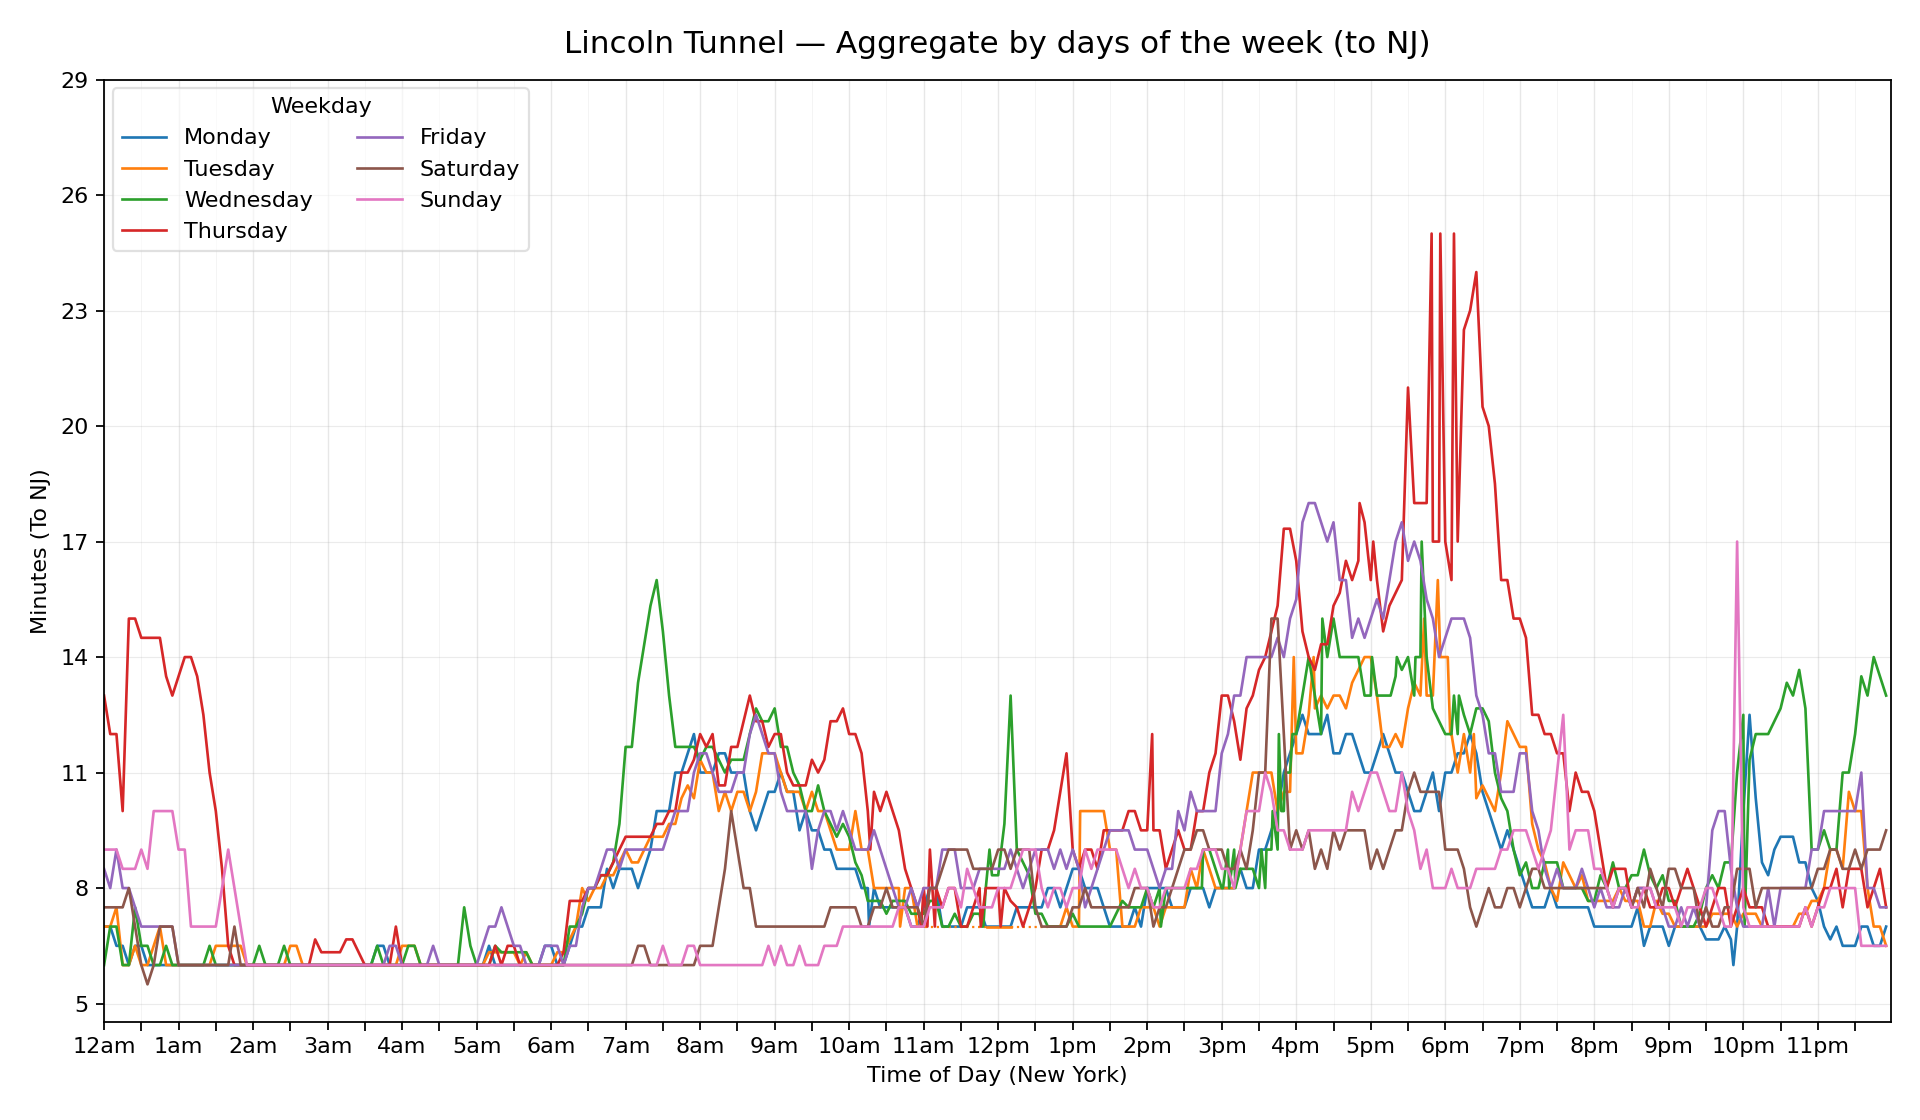 Lincoln Tunnel — Aggregate by days of the week (to NJ)
Weekday
Monday
Tuesday
Wednesday
Thursday
Friday
Saturday
Sunday
29
26
23
20
17
14
11
8
5
Minutes (To NJ)
12am 1am 2am 3am 4am 5am 6am 7am 8am 9am 10am 11am 12pm 1pm 2pm 3pm 4pm 5pm 6pm 7pm 8pm 9pm 10pm 11pm
Time of Day (New York)